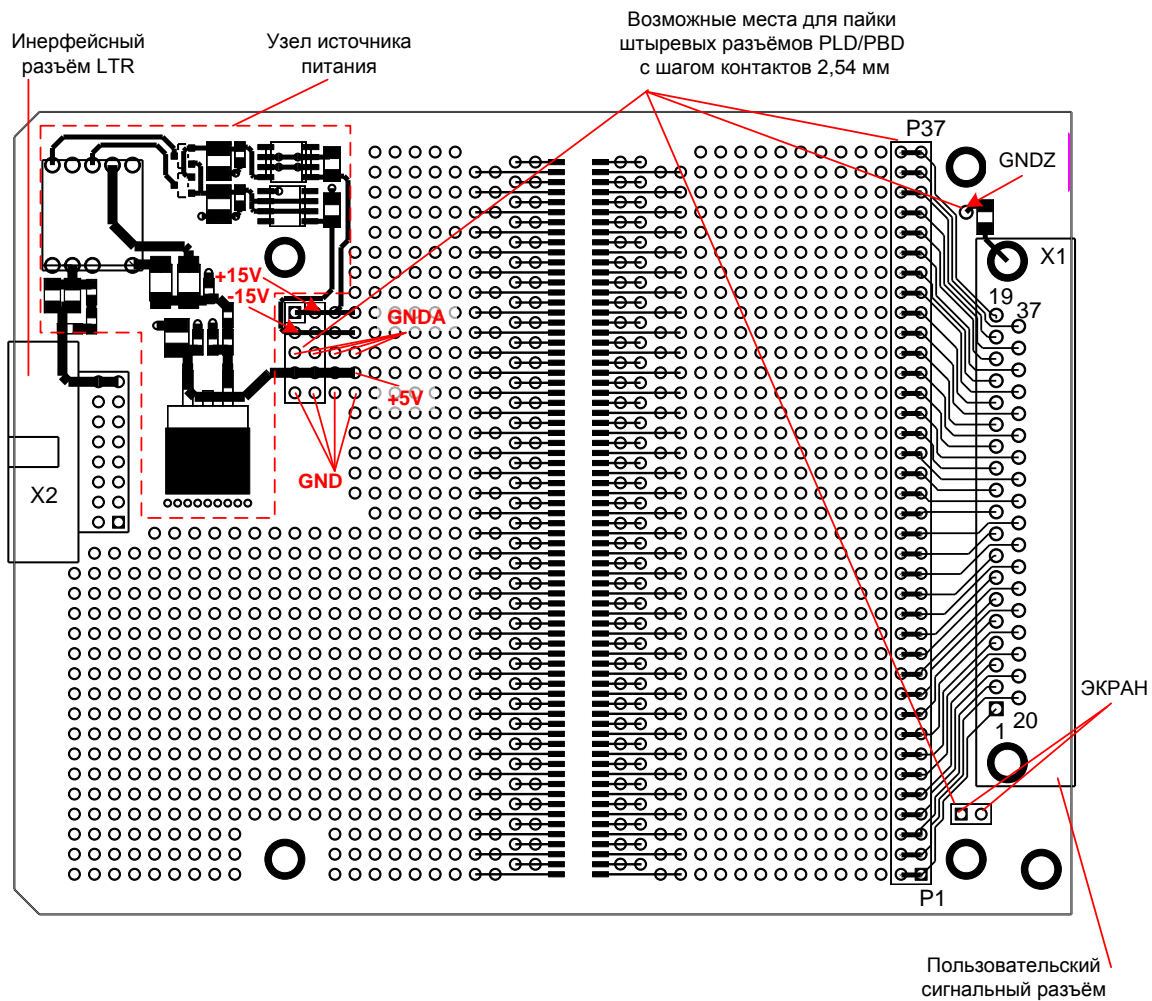 Возможные места для пайки
штыревых разъёмов PLD/PBD
с шагом контактов 2,54 мм
Инерфейсный
разъём LTR
Узел источника
питания
P37
GNDZ
X1
+15V
-15V
19
37
GNDA
+5V
GND
X2
ЭКРАН
20
1
P1
Пользовательский
сигнальный разъём